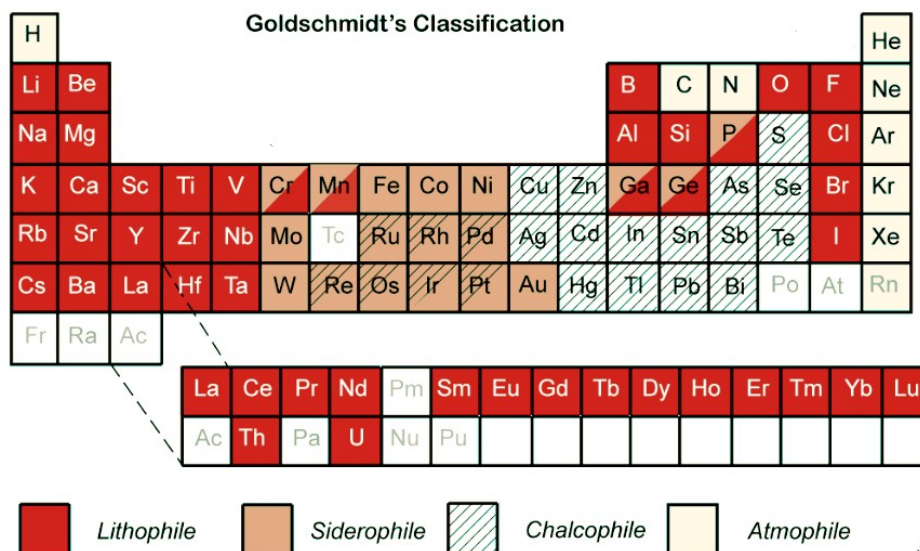 Goldschmidt's Classification
H He
Li Be B C N O F Ne
Na Mg Al Si P S Cl Ar
K Ca Sc Ti V Cr Mn Fe Co Ni Cu Zn Ga Ge As Se Br Kr
Rb Sr Y Zr Nb Mo Tc Ru Rh Pd Ag Cd In Sn Sb Te I Xe
Cs Ba La Hf Ta W Re Os Ir Pt Au Hg Tl Pb Bi Po At Rn
Fr Ra Ac
La Ce Pr Nd Pm Sm Eu Gd Tb Dy Ho Er Tm Yb Lu
Ac Th Pa U Nu Pu
Lithophile Siderophile Chalcophile Atmophile